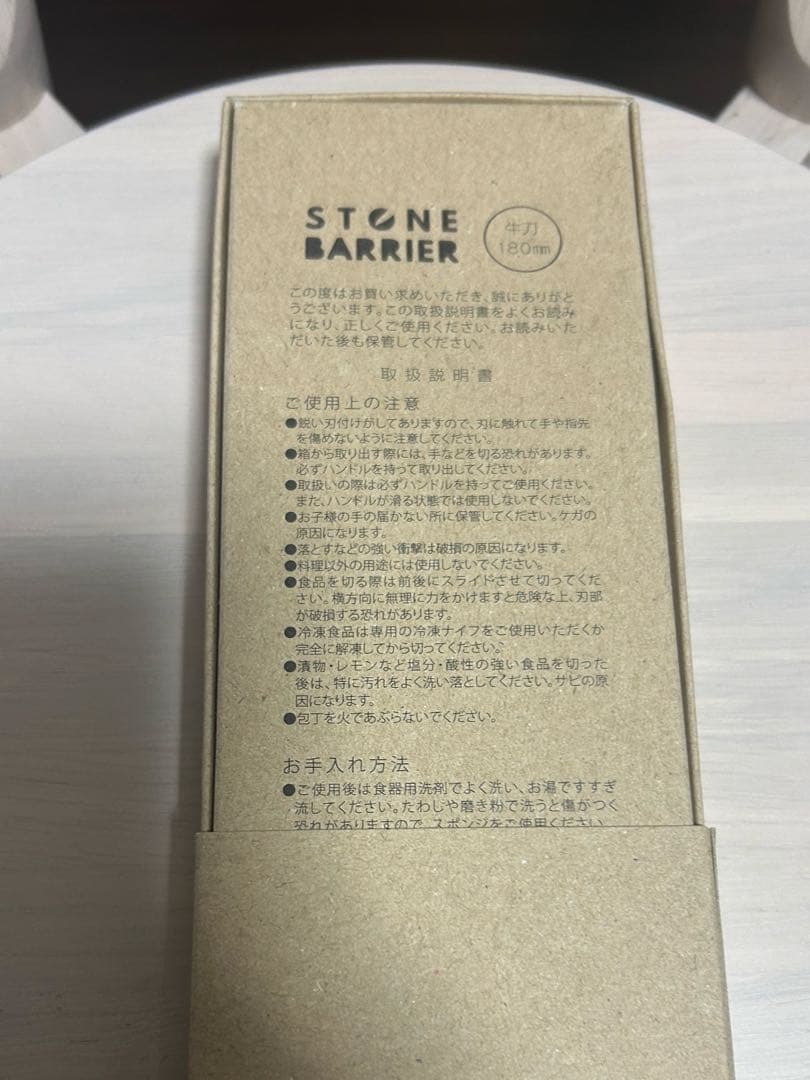 STONE
BARRIER
牛刀
180mm
この度はお買い求めいただき、誠にありがと
うございます。この取扱説明書をよくお読み
になり、正しくご使用ください。お読みいた
だいた後も保管してください。
取扱説明書
ご使用上の注意
●鋭い刃付けがしてありますので、刃に触れて手や指先
を傷めないように注意してください。
●箱から取り出す際には、手などを切る恐れがあります。
必ずハンドルを持って取り出してください。
●取扱いの際は必ずハンドルを持ってご使用ください。
また、ハンドルが滑る状態では使用しないでください。
●お子様の手の届かない所に保管してください。ケガの
原因になります。
●落とすなどの強い衝撃は破損の原因になります。
●料理以外の用途には使用しないでください。
●食品を切る際は前後にスライドさせて切ってくだ
さい。横方向に無理に力をかけますと危険な上、刃部
が破損する恐れがあります。
●冷凍食品は専用の冷凍ナイフをご使用いただくか
完全に解凍してから切ってください。
●漬物・レモンなど塩分・酸性の強い食品を切った
後は、特に汚れをよく洗い落としてください。サビの原
因になります。
●包丁を火であぶらないでください。
お手入れ方法
●ご使用後は食器用洗剤でよく洗い、お湯ですすぎ
流してください。たわしや磨き粉で洗うと傷がつく
恐れがありますので、スポンジをご使用ください